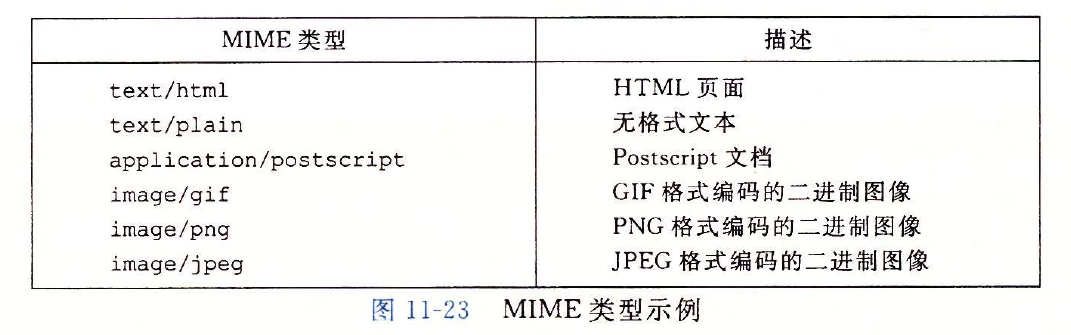 MIME 类型 描述
text/html HTML 页面
text/plain 无格式文本
application/postscript Postscript 文档
image/gif GIF 格式编码的二进制图像
image/png PNG 格式编码的二进制图像
image/jpeg JPEG 格式编码的二进制图像
图 11-23 MIME 类型示例